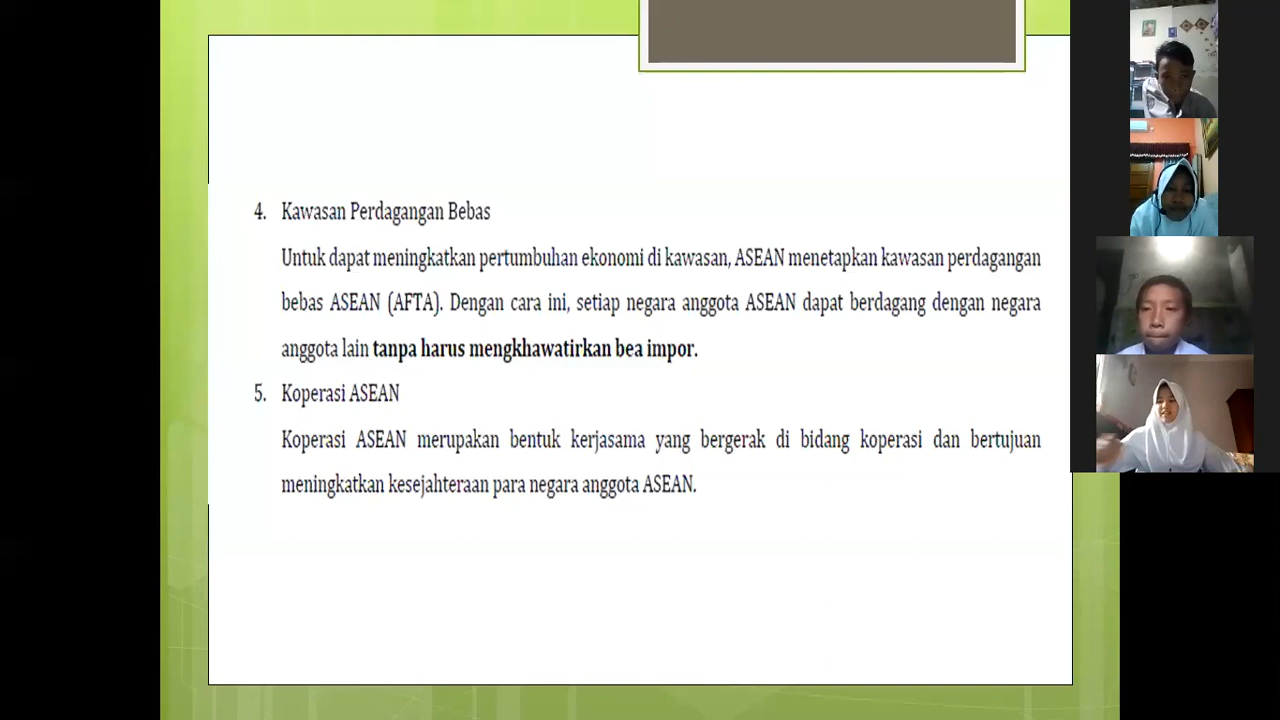 4. Kawasan Perdagangan Bebas
Untuk dapat meningkatkan pertumbuhan ekonomi di kawasan, ASEAN menetapkan kawasan perdagangan
bebas ASEAN (AFTA). Dengan cara ini, setiap negara anggota ASEAN dapat berdagang dengan negara
anggota lain tanpa harus mengkhawatirkan bea impor.
5. Koperasi ASEAN
Koperasi ASEAN merupakan bentuk kerjasama yang bergerak di bidang koperasi dan bertujuan
meningkatkan kesejahteraan para negara anggota ASEAN.